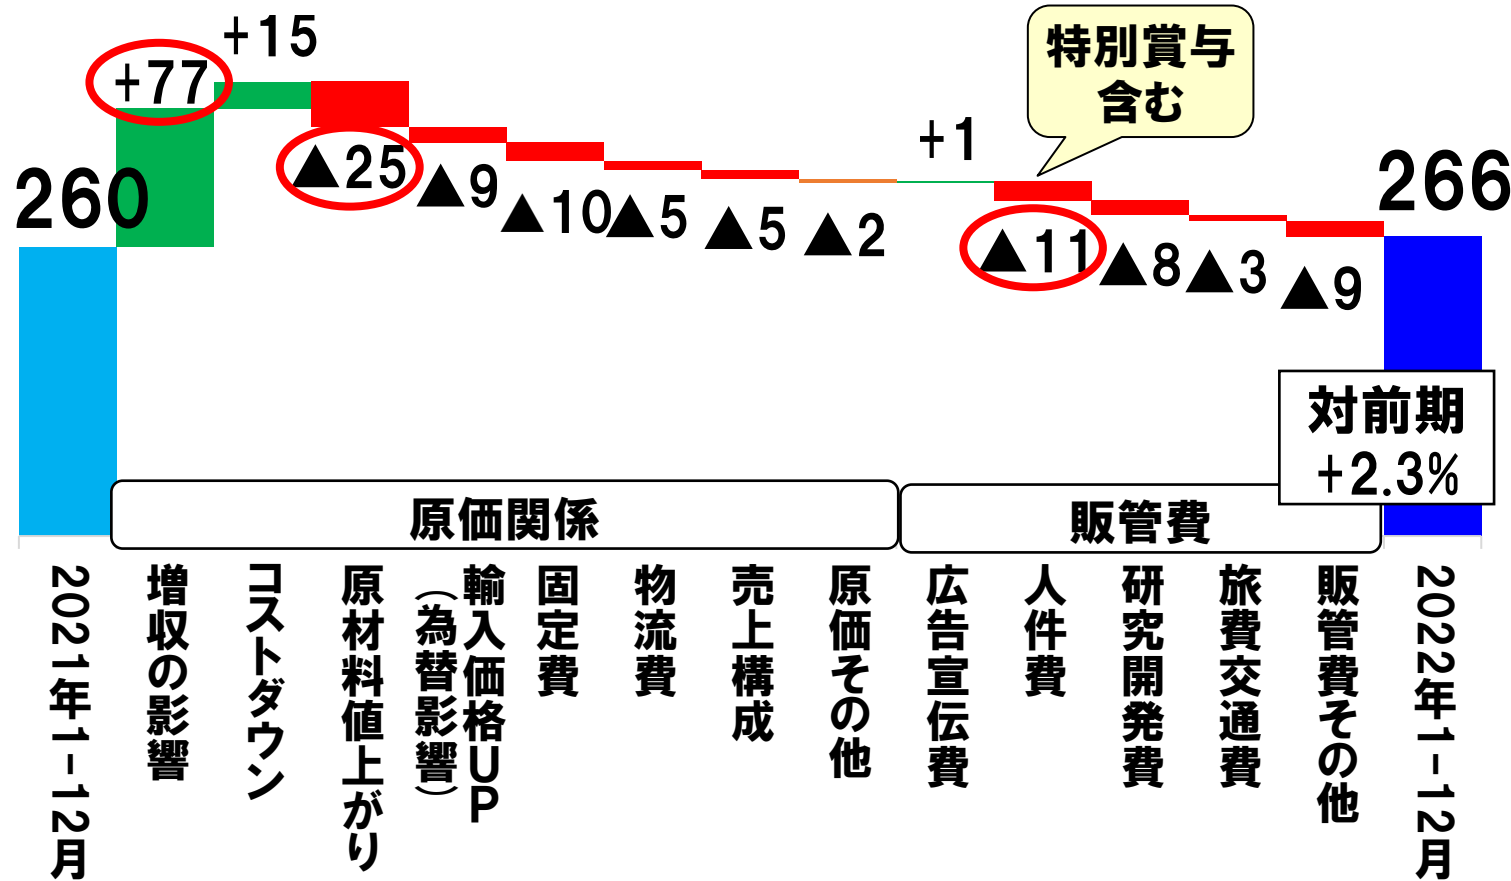 +15
+77
260
▲25
▲9
▲10
▲5
▲5
▲2
+1
特別賞与
含む
▲11
▲8
▲3
▲9
266
対前期
+2.3%
原価関係
販管費
2021年1-12月
増収の影響
コストダウン
原材料値上がり
輸入価格UP
（為替影響）
固定費
物流費
売上構成
原価その他
広告宣伝費
人件費
研究開発費
旅費交通費
販管費その他
2022年1-12月